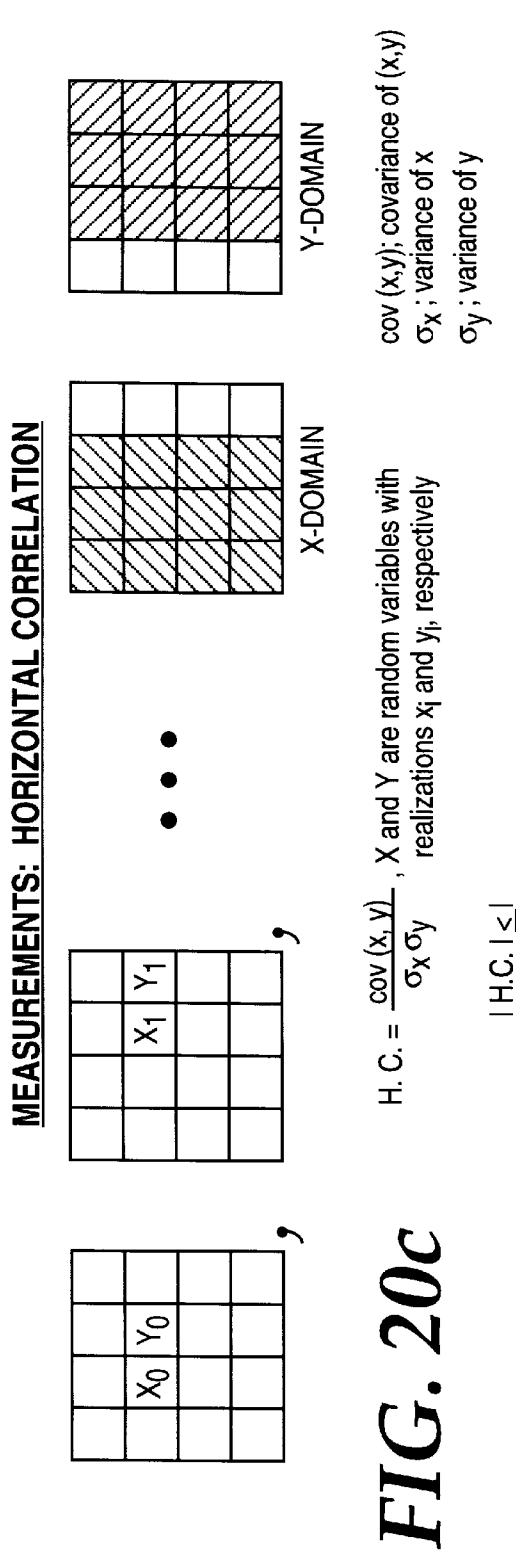 MEASUREMENTS: HORIZONTAL CORRELATION
X0 Y0
,
X1 Y1
,
• • •
X-DOMAIN
Y-DOMAIN
H. C. = cov (x, y) / σx σy , X and Y are random variables with
realizations xi and yi, respectively
cov (x,y); covariance of (x,y)
σx ; variance of x
σy ; variance of y
| H.C. | ≤ |
FIG. 20c